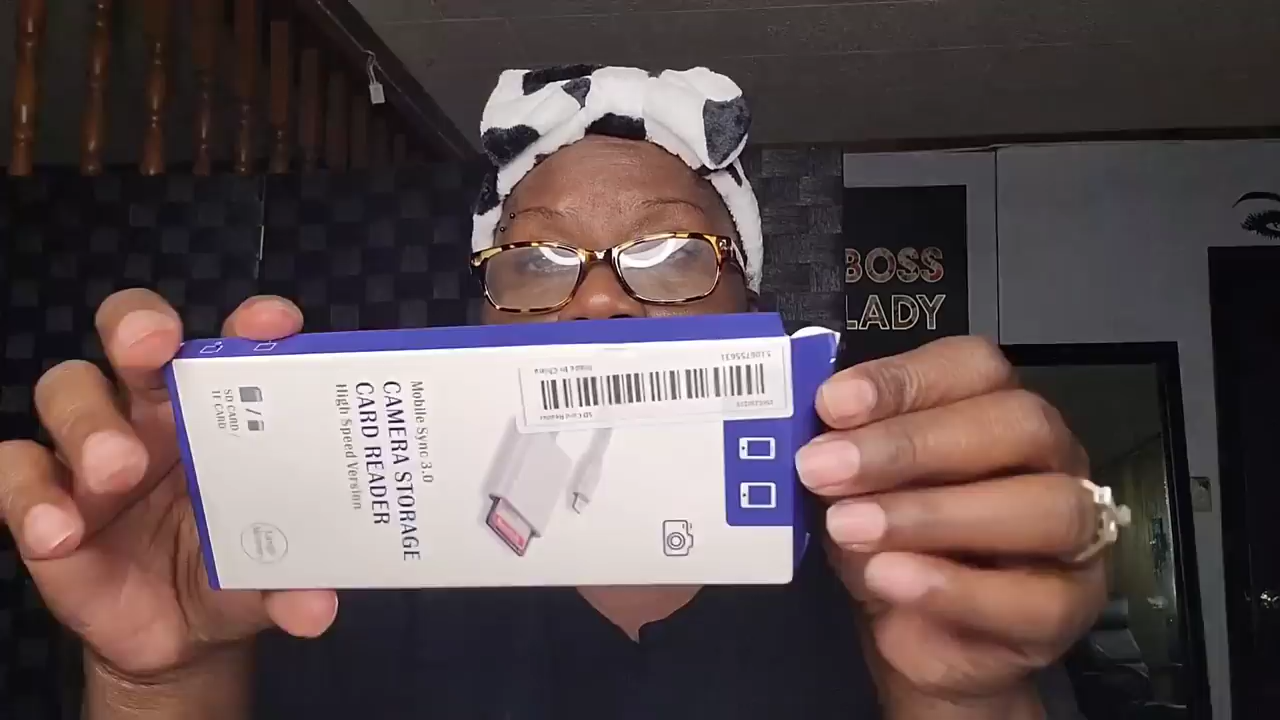 BOSS
LADY
Mobile Sync 3.0
CAMERA STORAGE
CARD READER
High Speed Version
SD CARD/
TF CARD
5106755631
Made In China
SD Card Reader